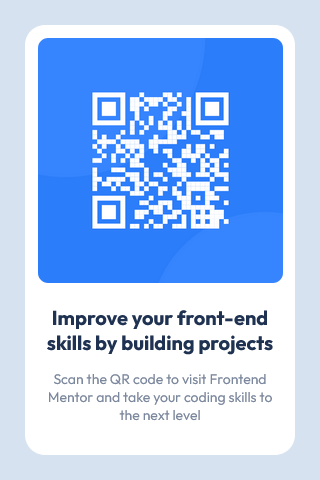 Improve your front-end
skills by building projects
Scan the QR code to visit Frontend
Mentor and take your coding skills to
the next level